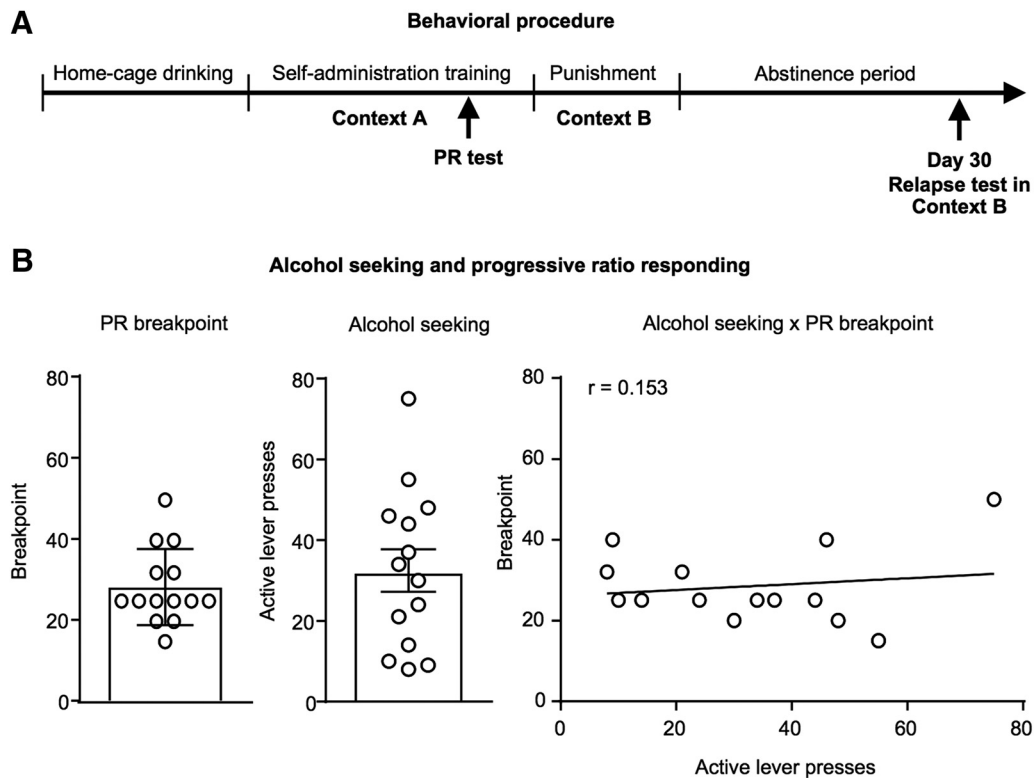 A
Behavioral procedure
Home-cage drinking
Self-administration training
Punishment
Abstinence period
Context A
Context B
PR test
Day 30
Relapse test in
Context B
B
Alcohol seeking and progressive ratio responding
PR breakpoint
Breakpoint
80
60
40
20
0
Alcohol seeking
Active lever presses
80
60
40
20
0
Alcohol seeking x PR breakpoint
r = 0.153
Breakpoint
80
60
40
20
0
0 20 40 60 80
Active lever presses